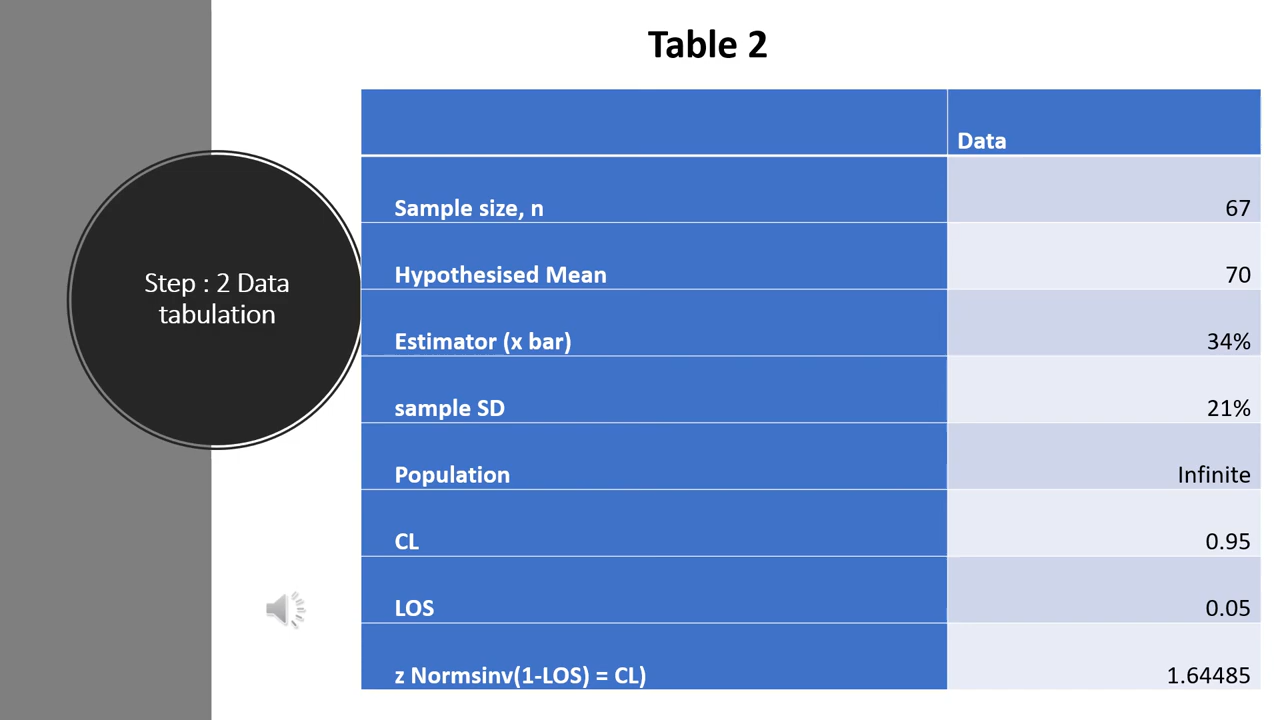 Table 2
Step : 2 Data
tabulation
Data
Sample size, n 67
Hypothesised Mean 70
Estimator (x bar) 34%
sample SD 21%
Population Infinite
CL 0.95
LOS 0.05
z Normsinv(1-LOS) = CL) 1.64485